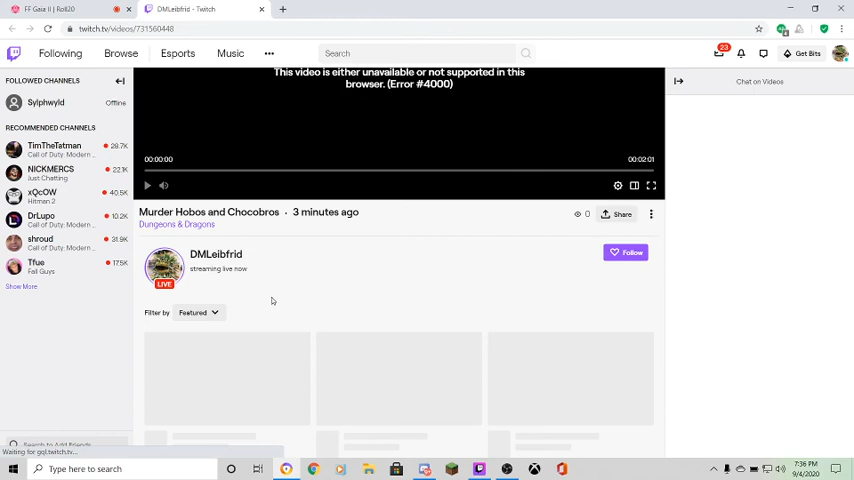 FF Gaia II | Roll20
DMLeibfrid - Twitch
twitch.tv/videos/731560448
Following
Browse
Esports
Music
Search
23
Get Bits
FOLLOWED CHANNELS
Sylphwyld
Offline
RECOMMENDED CHANNELS
TimTheTatman
28.7K
Call of Duty: Modern ...
NICKMERCS
22.1K
Just Chatting
xQcOW
40.5K
Hitman 2
DrLupo
10.2K
Call of Duty: Modern ...
shroud
31.9K
Call of Duty: Modern ...
Tfue
17.5K
Fall Guys
Show More
Search to Add Friends
Waiting for gql.twitch.tv...
This video is either unavailable or not supported in this
browser. (Error #4000)
00:00:00
00:02:01
Murder Hobos and Chocobros · 3 minutes ago
Dungeons & Dragons
0
Share
DMLeibfrid
streaming live now
LIVE
Follow
Filter by
Featured
Chat on Videos
Type here to search
7:36 PM
9/4/2020